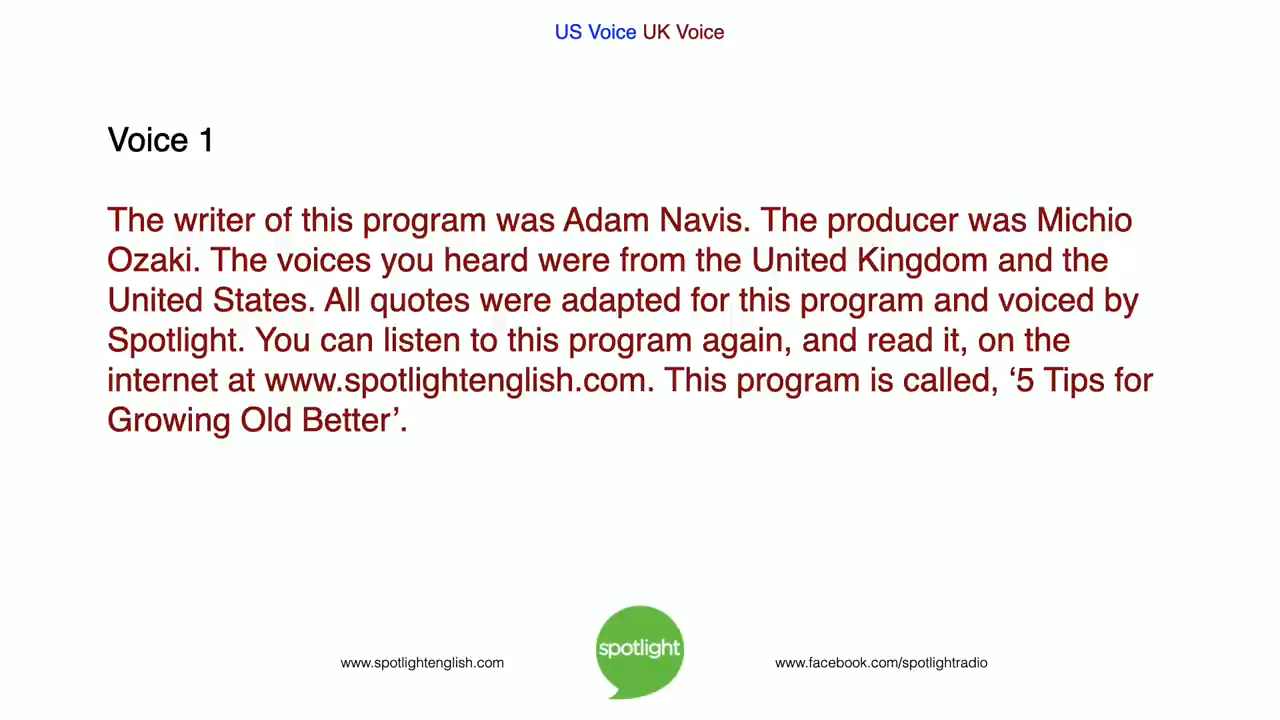 US Voice UK Voice
Voice 1
The writer of this program was Adam Navis. The producer was Michio
Ozaki. The voices you heard were from the United Kingdom and the
United States. All quotes were adapted for this program and voiced by
Spotlight. You can listen to this program again, and read it, on the
internet at www.spotlightenglish.com. This program is called, ‘5 Tips for
Growing Old Better’.
spotlight
www.spotlightenglish.com
www.facebook.com/spotlightradio